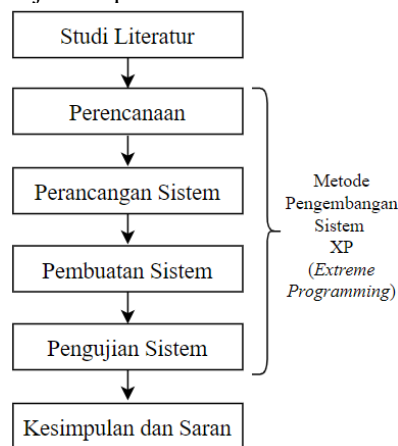 Studi Literatur
Perencanaan
Perancangan Sistem
Pembuatan Sistem
Pengujian Sistem
Kesimpulan dan Saran
Metode
Pengembangan
Sistem
XP
(Extreme
Programming)